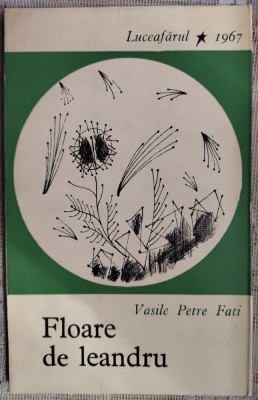 Luceafărul ★ 1967
Vasile Petre Fati
Floare
de leandru